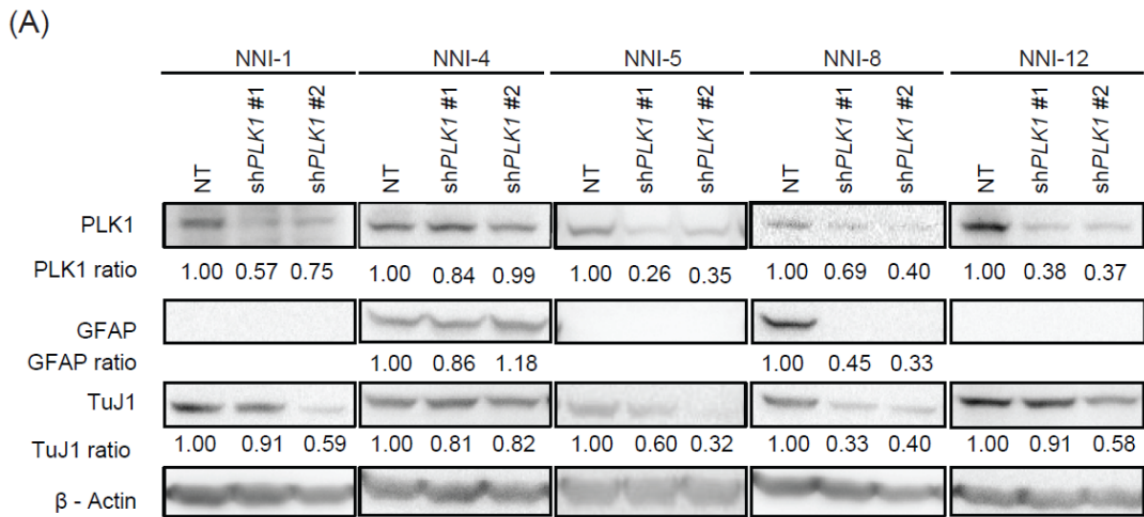 (A)
NNI-1 NNI-4 NNI-5 NNI-8 NNI-12
NT shPLK1 #1 shPLK1 #2 NT shPLK1 #1 shPLK1 #2 NT shPLK1 #1 shPLK1 #2 NT shPLK1 #1 shPLK1 #2 NT shPLK1 #1 shPLK1 #2
PLK1
PLK1 ratio 1.00 0.57 0.75 1.00 0.84 0.99 1.00 0.26 0.35 1.00 0.69 0.40 1.00 0.38 0.37
GFAP
GFAP ratio 1.00 0.86 1.18 1.00 0.45 0.33
TuJ1
TuJ1 ratio 1.00 0.91 0.59 1.00 0.81 0.82 1.00 0.60 0.32 1.00 0.33 0.40 1.00 0.91 0.58
β - Actin